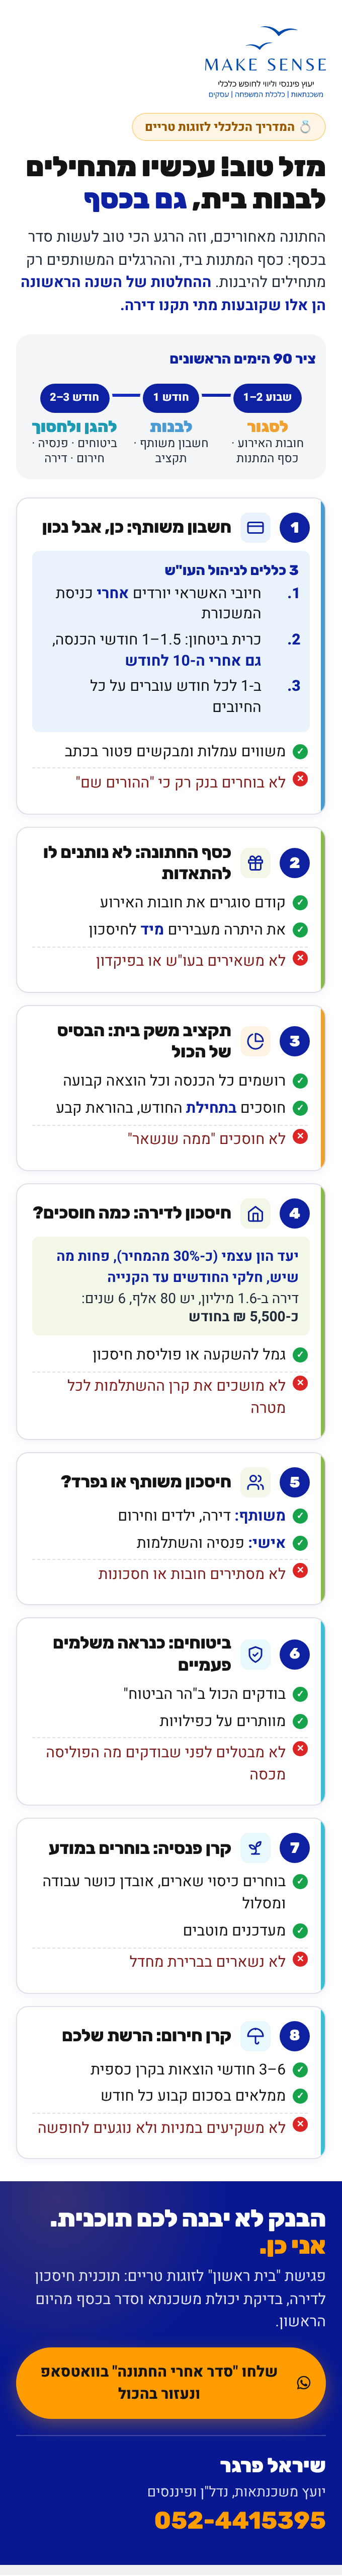 MAKE SENSE
יעוץ פיננסי וליווי לחופש כלכלי
משכנתאות | כלכלת המשפחה | עסקים
💍 המדריך הכלכלי לזוגות טריים
מזל טוב! עכשיו מתחילים
לבנות בית, גם בכסף
החתונה מאחוריכם, וזה הרגע הכי טוב לעשות סדר
בכסף: כסף המתנות ביד, וההרגלים המשותפים רק
מתחילים להיבנות. ההחלטות של השנה הראשונה
הן אלו שקובעות מתי תקנו דירה.
ציר 90 הימים הראשונים
שבוע 1–2
לסגור
חובות האירוע ·
כסף המתנות
חודש 1
לבנות
חשבון משותף ·
תקציב
חודש 2–3
להגן ולחסוך
ביטוחים · פנסיה ·
חירום · דירה
1
חשבון משותף: כן, אבל נכון
3 כללים לניהול העו"ש
1. חיובי האשראי יורדים אחרי כניסת
המשכורת
2. כרית ביטחון: 1–1.5 חודשי הכנסה,
גם אחרי ה-10 לחודש
3. ב-1 לכל חודש עוברים על כל
החיובים
משווים עמלות ומבקשים פטור בכתב
לא בוחרים בנק רק כי "ההורים שם"
2
כסף החתונה: לא נותנים לו
להתאדות
קודם סוגרים את חובות האירוע
את היתרה מעבירים מיד לחיסכון
לא משאירים בעו"ש או בפיקדון
3
תקציב משק בית: הבסיס
של הכול
רושמים כל הכנסה וכל הוצאה קבועה
חוסכים בתחילת החודש, בהוראת קבע
לא חוסכים "ממה שנשאר"
4
חיסכון לדירה: כמה חוסכים?
יעד הון עצמי (כ-30% מהמחיר), פחות מה
שיש, חלקי החודשים עד הקנייה
דירה ב-1.6 מיליון, יש 80 אלף, 6 שנים:
כ-5,500 ₪ בחודש
גמל להשקעה או פוליסת חיסכון
לא מושכים את קרן ההשתלמות לכל
מטרה
5
חיסכון משותף או נפרד?
משותף: דירה, ילדים וחירום
אישי: פנסיה והשתלמות
לא מסתירים חובות או חסכונות
6
ביטוחים: כנראה משלמים
פעמיים
בודקים הכול ב"הר הביטוח"
מוותרים על כפילויות
לא מבטלים לפני שבודקים מה הפוליסה
מכסה
7
קרן פנסיה: בוחרים במודע
בוחרים כיסוי שארים, אובדן כושר עבודה
ומסלול
מעדכנים מוטבים
לא נשארים בברירת מחדל
8
קרן חירום: הרשת שלכם
3–6 חודשי הוצאות בקרן כספית
ממלאים בסכום קבוע כל חודש
לא משקיעים במניות ולא נוגעים לחופשה
הבנק לא יבנה לכם תוכנית.
אני כן.
פגישת "בית ראשון" לזוגות טריים: תוכנית חיסכון
לדירה, בדיקת יכולת משכנתא וסדר בכסף מהיום
הראשון.
שלחו "סדר אחרי החתונה" בוואטסאפ
ונעזור בהכול
שיראל פרגר
יועץ משכנתאות, נדל"ן ופיננסים
052-4415395